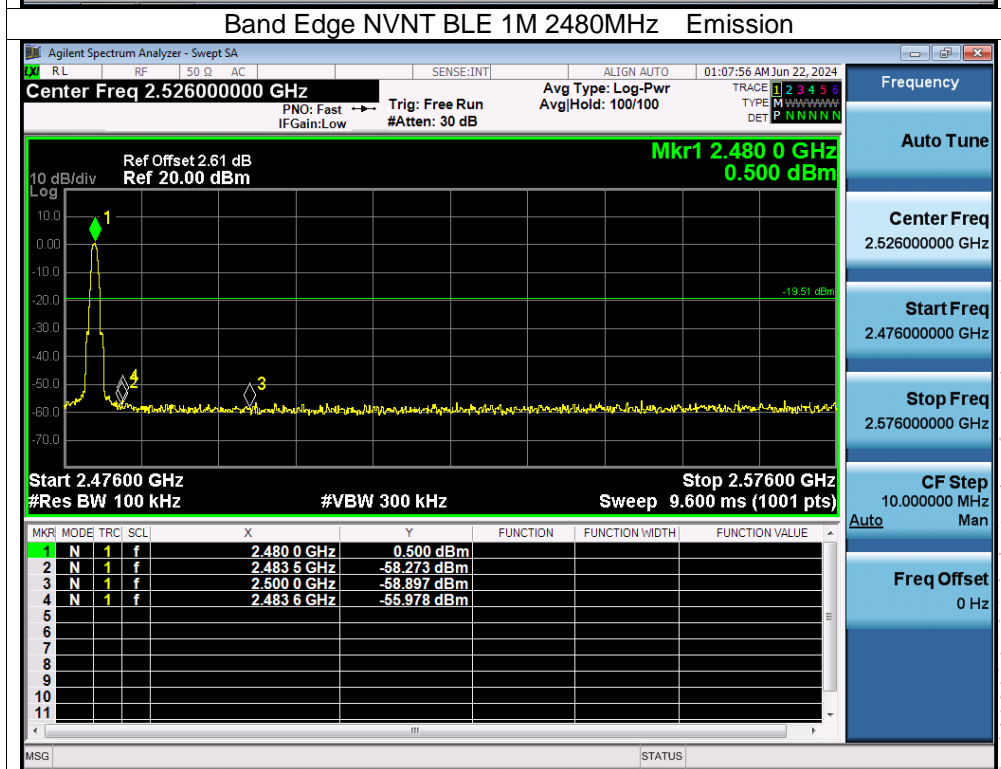 Band Edge NVNT BLE 1M 2480MHz Emission
Agilent Spectrum Analyzer - Swept SA
LXI RL RF 50 Ω AC SENSE:INT ALIGN AUTO 01:07:56 AM Jun 22, 2024
Center Freq 2.526000000 GHz
PNO: Fast
IFGain:Low
Trig: Free Run
#Atten: 30 dB
Avg Type: Log-Pwr
Avg|Hold: 100/100
TRACE 1 2 3 4 5 6
TYPE M WWWWW
DET P N N N N N
Frequency
Auto Tune
Center Freq
2.526000000 GHz
Start Freq
2.476000000 GHz
Stop Freq
2.576000000 GHz
CF Step
10.000000 MHz
Auto Man
Freq Offset
0 Hz
Mkr1 2.480 0 GHz
0.500 dBm
Ref Offset 2.61 dB
10 dB/div Ref 20.00 dBm
Log
10.0
0.00
-10.0
-20.0
-30.0
-40.0
-50.0
-60.0
-70.0
1
-19.51 dBm
4
2
3
Start 2.47600 GHz Stop 2.57600 GHz
#Res BW 100 kHz #VBW 300 kHz Sweep 9.600 ms (1001 pts)
MKR MODE TRC SCL X Y FUNCTION FUNCTION WIDTH FUNCTION VALUE
1 N 1 f 2.480 0 GHz 0.500 dBm
2 N 1 f 2.483 5 GHz -58.273 dBm
3 N 1 f 2.500 0 GHz -58.897 dBm
4 N 1 f 2.483 6 GHz -55.978 dBm
5
6
7
8
9
10
11
MSG STATUS